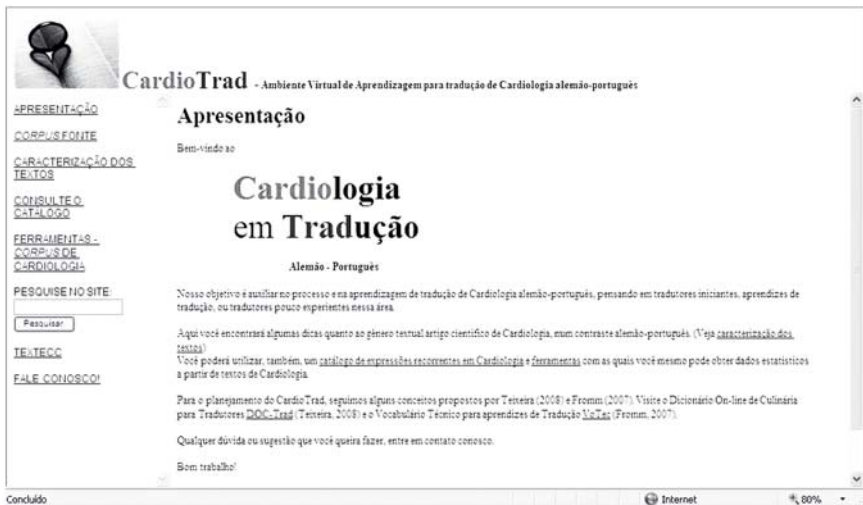 CardioTrad - Ambiente Virtual de Aprendizagem para tradução de Cardiologia alemão-português
APRESENTAÇÃO
CORPUS FONTE
CARACTERIZAÇÃO DOS
TEXTOS
CONSULTE O
CATÁLOGO
FERRAMENTAS -
CORPUS DE
CARDIOLOGIA
PESQUISE NO SITE:
Pesquisar
TEXTECC
FALE CONOSCO!
Apresentação
Bem-vindo ao
Cardiologia
em Tradução
Alemão - Português
Nosso objetivo é auxiliar no processo e na aprendizagem de tradução de Cardiologia alemão-português, pensando em tradutores iniciantes, aprendizes de
tradução, ou tradutores pouco experientes nessa área.
Aqui você encontrará algumas dicas quanto ao gênero textual artigo científico de Cardiologia, num contraste alemão-português. (Veja caracterização dos
textos)
Você poderá utilizar, também, um catálogo de expressões recorrentes em Cardiologia e ferramentas com as quais você mesmo pode obter dados estatísticos
a partir de textos de Cardiologia.
Para o planejamento do CardioTrad, seguimos alguns conceitos propostos por Teixeira (2008) e Fromm (2007). Visite o Dicionário On-line de Culinária
para Tradutores DOC-Trad (Teixeira, 2008) e o Vocabulário Técnico para aprendizes de Tradução VoTec (Fromm, 2007).
Qualquer dúvida ou sugestão que você queira fazer, entre em contato conosco.
Bom trabalho!
Concluído
Internet
80%